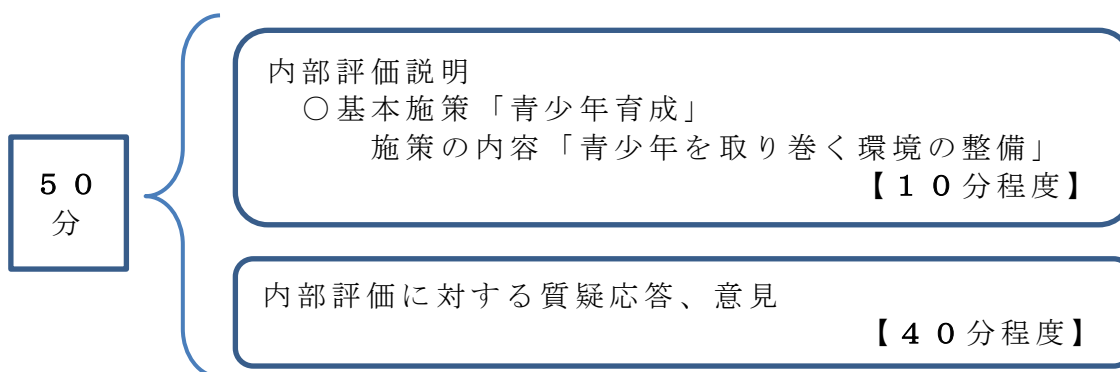 ５０
分
内部評価説明
○基本施策「青少年育成」
施策の内容「青少年を取り巻く環境の整備」
【１０分程度】
内部評価に対する質疑応答、意見
【４０分程度】